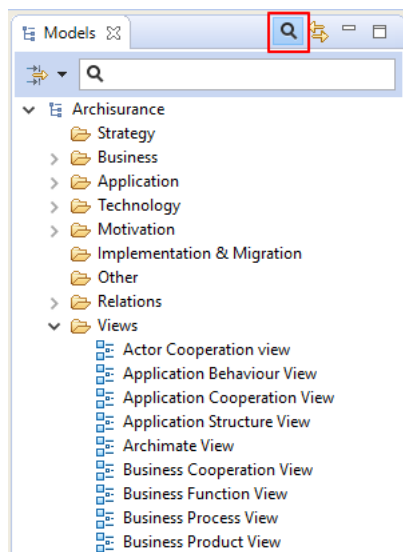 Models
Archisurance
Strategy
Business
Application
Technology
Motivation
Implementation & Migration
Other
Relations
Views
Actor Cooperation view
Application Behaviour View
Application Cooperation View
Application Structure View
Archimate View
Business Cooperation View
Business Function View
Business Process View
Business Product View